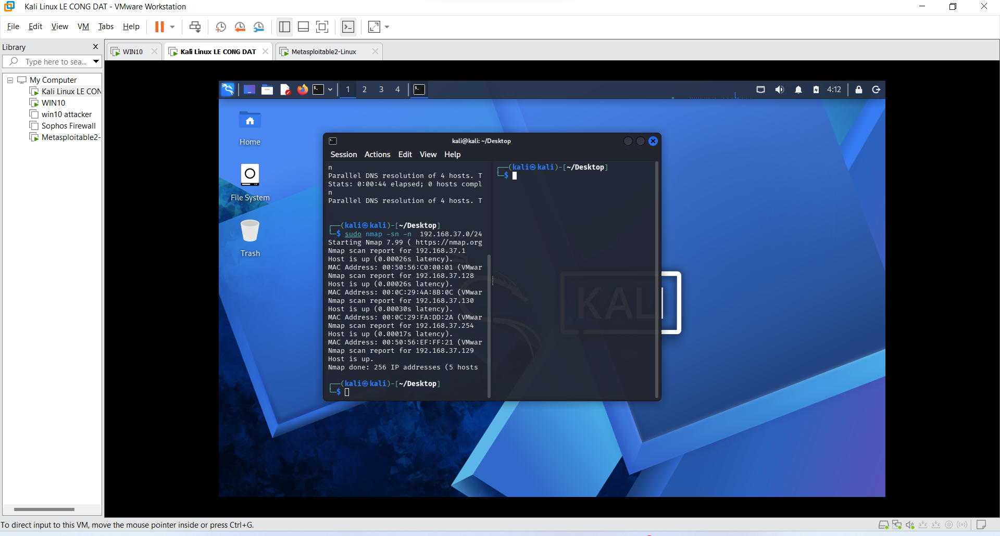 Kali Linux LE CONG DAT - VMware Workstation
File Edit View VM Tabs Help
Library
Type here to sea...
My Computer
Kali Linux LE CON
WIN10
win10 attacker
Sophos Firewall
Metasploitable2-
WIN10
Kali Linux LE CONG DAT
Metasploitable2-Linux
1 2 3 4
4:12
Home
File System
Trash
kali@kali: ~/Desktop
Session Actions Edit View Help
n
Parallel DNS resolution of 4 hosts. T
Stats: 0:00:44 elapsed; 0 hosts compl
n
Parallel DNS resolution of 4 hosts. T
┌──(kali㉿kali)-[~/Desktop]
└─$ sudo nmap -sn -n  192.168.37.0/24
Starting Nmap 7.99 ( https://nmap.org
Nmap scan report for 192.168.37.1
Host is up (0.00026s latency).
MAC Address: 00:50:56:C0:00:01 (VMwar
Nmap scan report for 192.168.37.128
Host is up (0.00026s latency).
MAC Address: 00:0C:29:4A:8B:0C (VMwar
Nmap scan report for 192.168.37.130
Host is up (0.00030s latency).
MAC Address: 00:0C:29:FA:DD:2A (VMwar
Nmap scan report for 192.168.37.254
Host is up (0.00017s latency).
MAC Address: 00:50:56:EF:FF:21 (VMwar
Nmap scan report for 192.168.37.129
Host is up.
Nmap done: 256 IP addresses (5 hosts
┌──(kali㉿kali)-[~/Desktop]
└─$
┌──(kali㉿kali)-[~/Desktop]
└─$
KALI
To direct input to this VM, move the mouse pointer inside or press Ctrl+G.